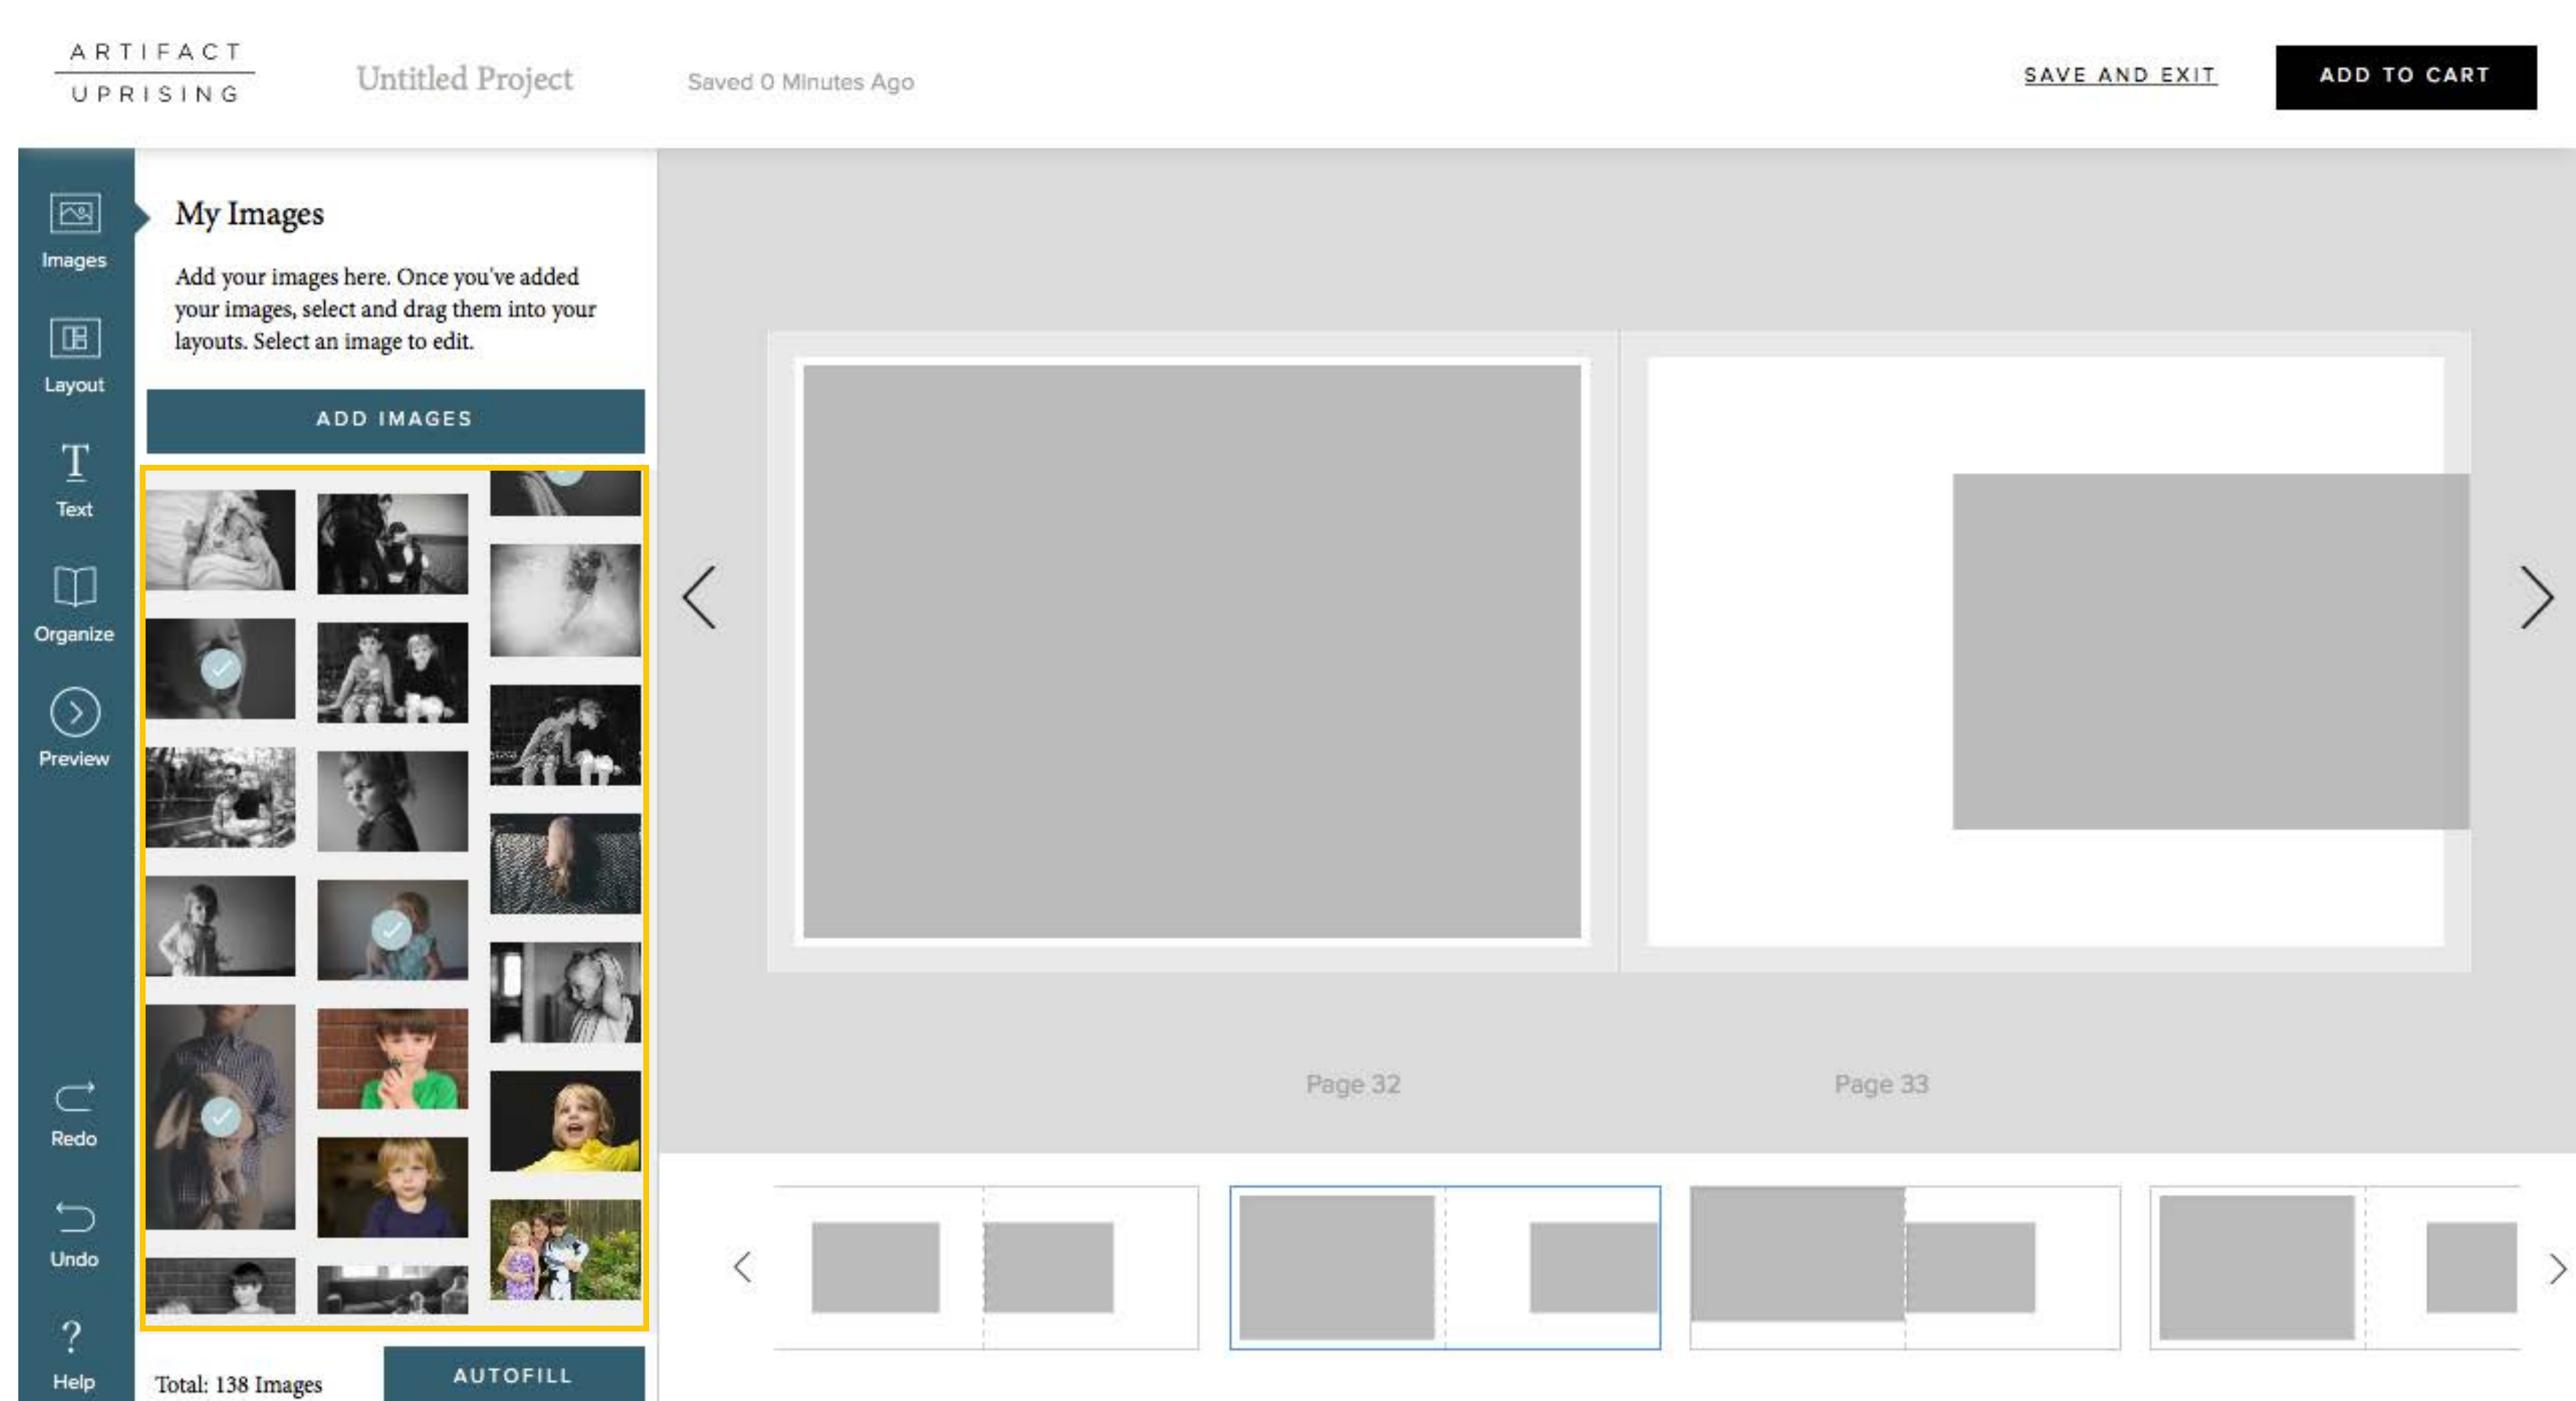 ARTIFACT
UPRISING
Untitled Project
Saved 0 Minutes Ago
SAVE AND EXIT
ADD TO CART
Images
Layout
Text
Organize
Preview
Redo
Undo
Help
My Images
Add your images here. Once you've added
your images, select and drag them into your
layouts. Select an image to edit.
ADD IMAGES
Total: 138 Images
AUTOFILL
Page 32
Page 33